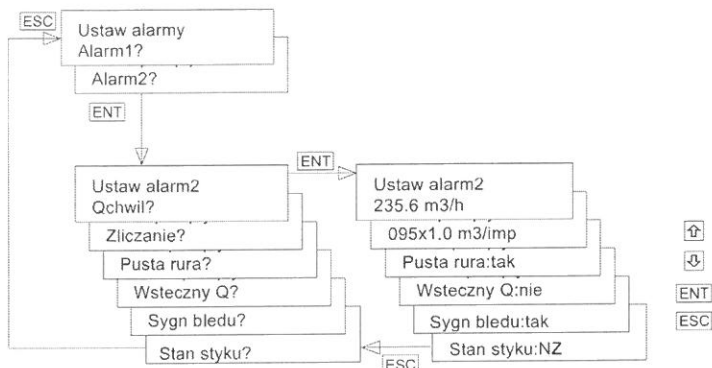 ESC
Ustaw alarmy
Alarm1?
Alarm2?
ENT
Ustaw alarm2
Qchwil?
Zliczanie?
Pusta rura?
Wsteczny Q?
Sygn bledu?
Stan styku?
ENT
Ustaw alarm2
235.6 m3/h
095x1.0 m3/imp
Pusta rura:tak
Wsteczny Q:nie
Sygn bledu:tak
Stan styku:NZ
ESC
ENT
ESC